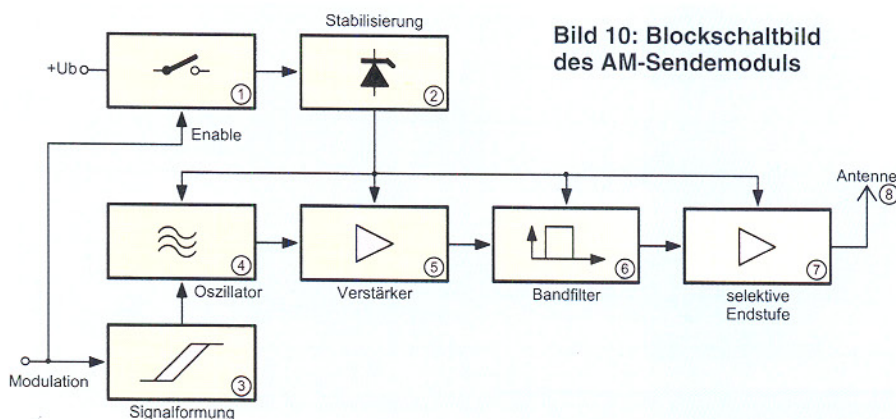 Stabilisierung
Bild 10: Blockschaltbild
des AM-Sendemoduls
+Ub
1
2
Enable
Antenne
8
4
5
6
7
Oszillator
Verstärker
Bandfilter
selektive
Endstufe
Modulation
3
Signalformung